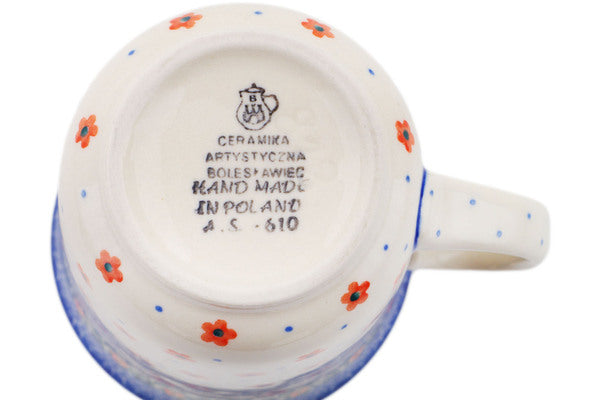 B
CERAMIKA
ARTYSTYCZNA
BOLESŁAWIEC
HAND MADE
IN POLAND
A.S. -610